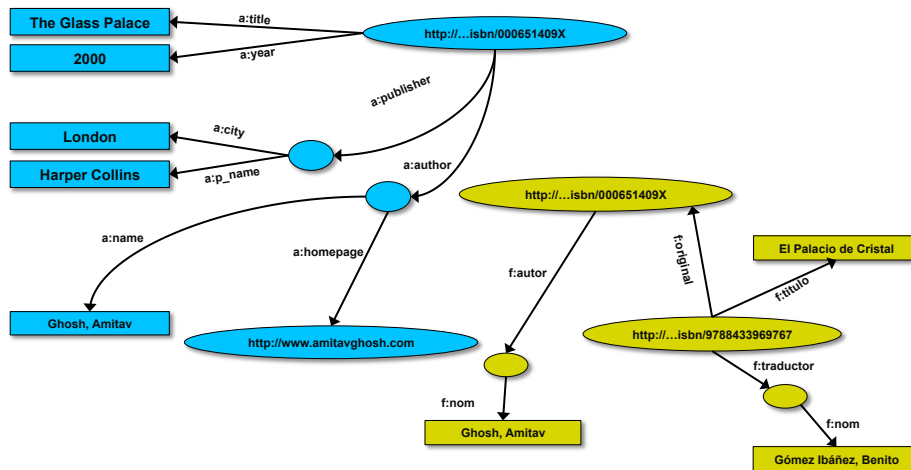 a:title
The Glass Palace
http://…isbn/000651409X
2000
a:year
a:publisher
a:city
London
Harper Collins
a:p_name
a:author
http://…isbn/000651409X
a:name
a:homepage
f:original
El Palacio de Cristal
f:autor
f:titulo
Ghosh, Amitav
http://www.amitavghosh.com
http://…isbn/9788433969767
f:traductor
f:nom
f:nom
Ghosh, Amitav
Gómez Ibáñez, Benito